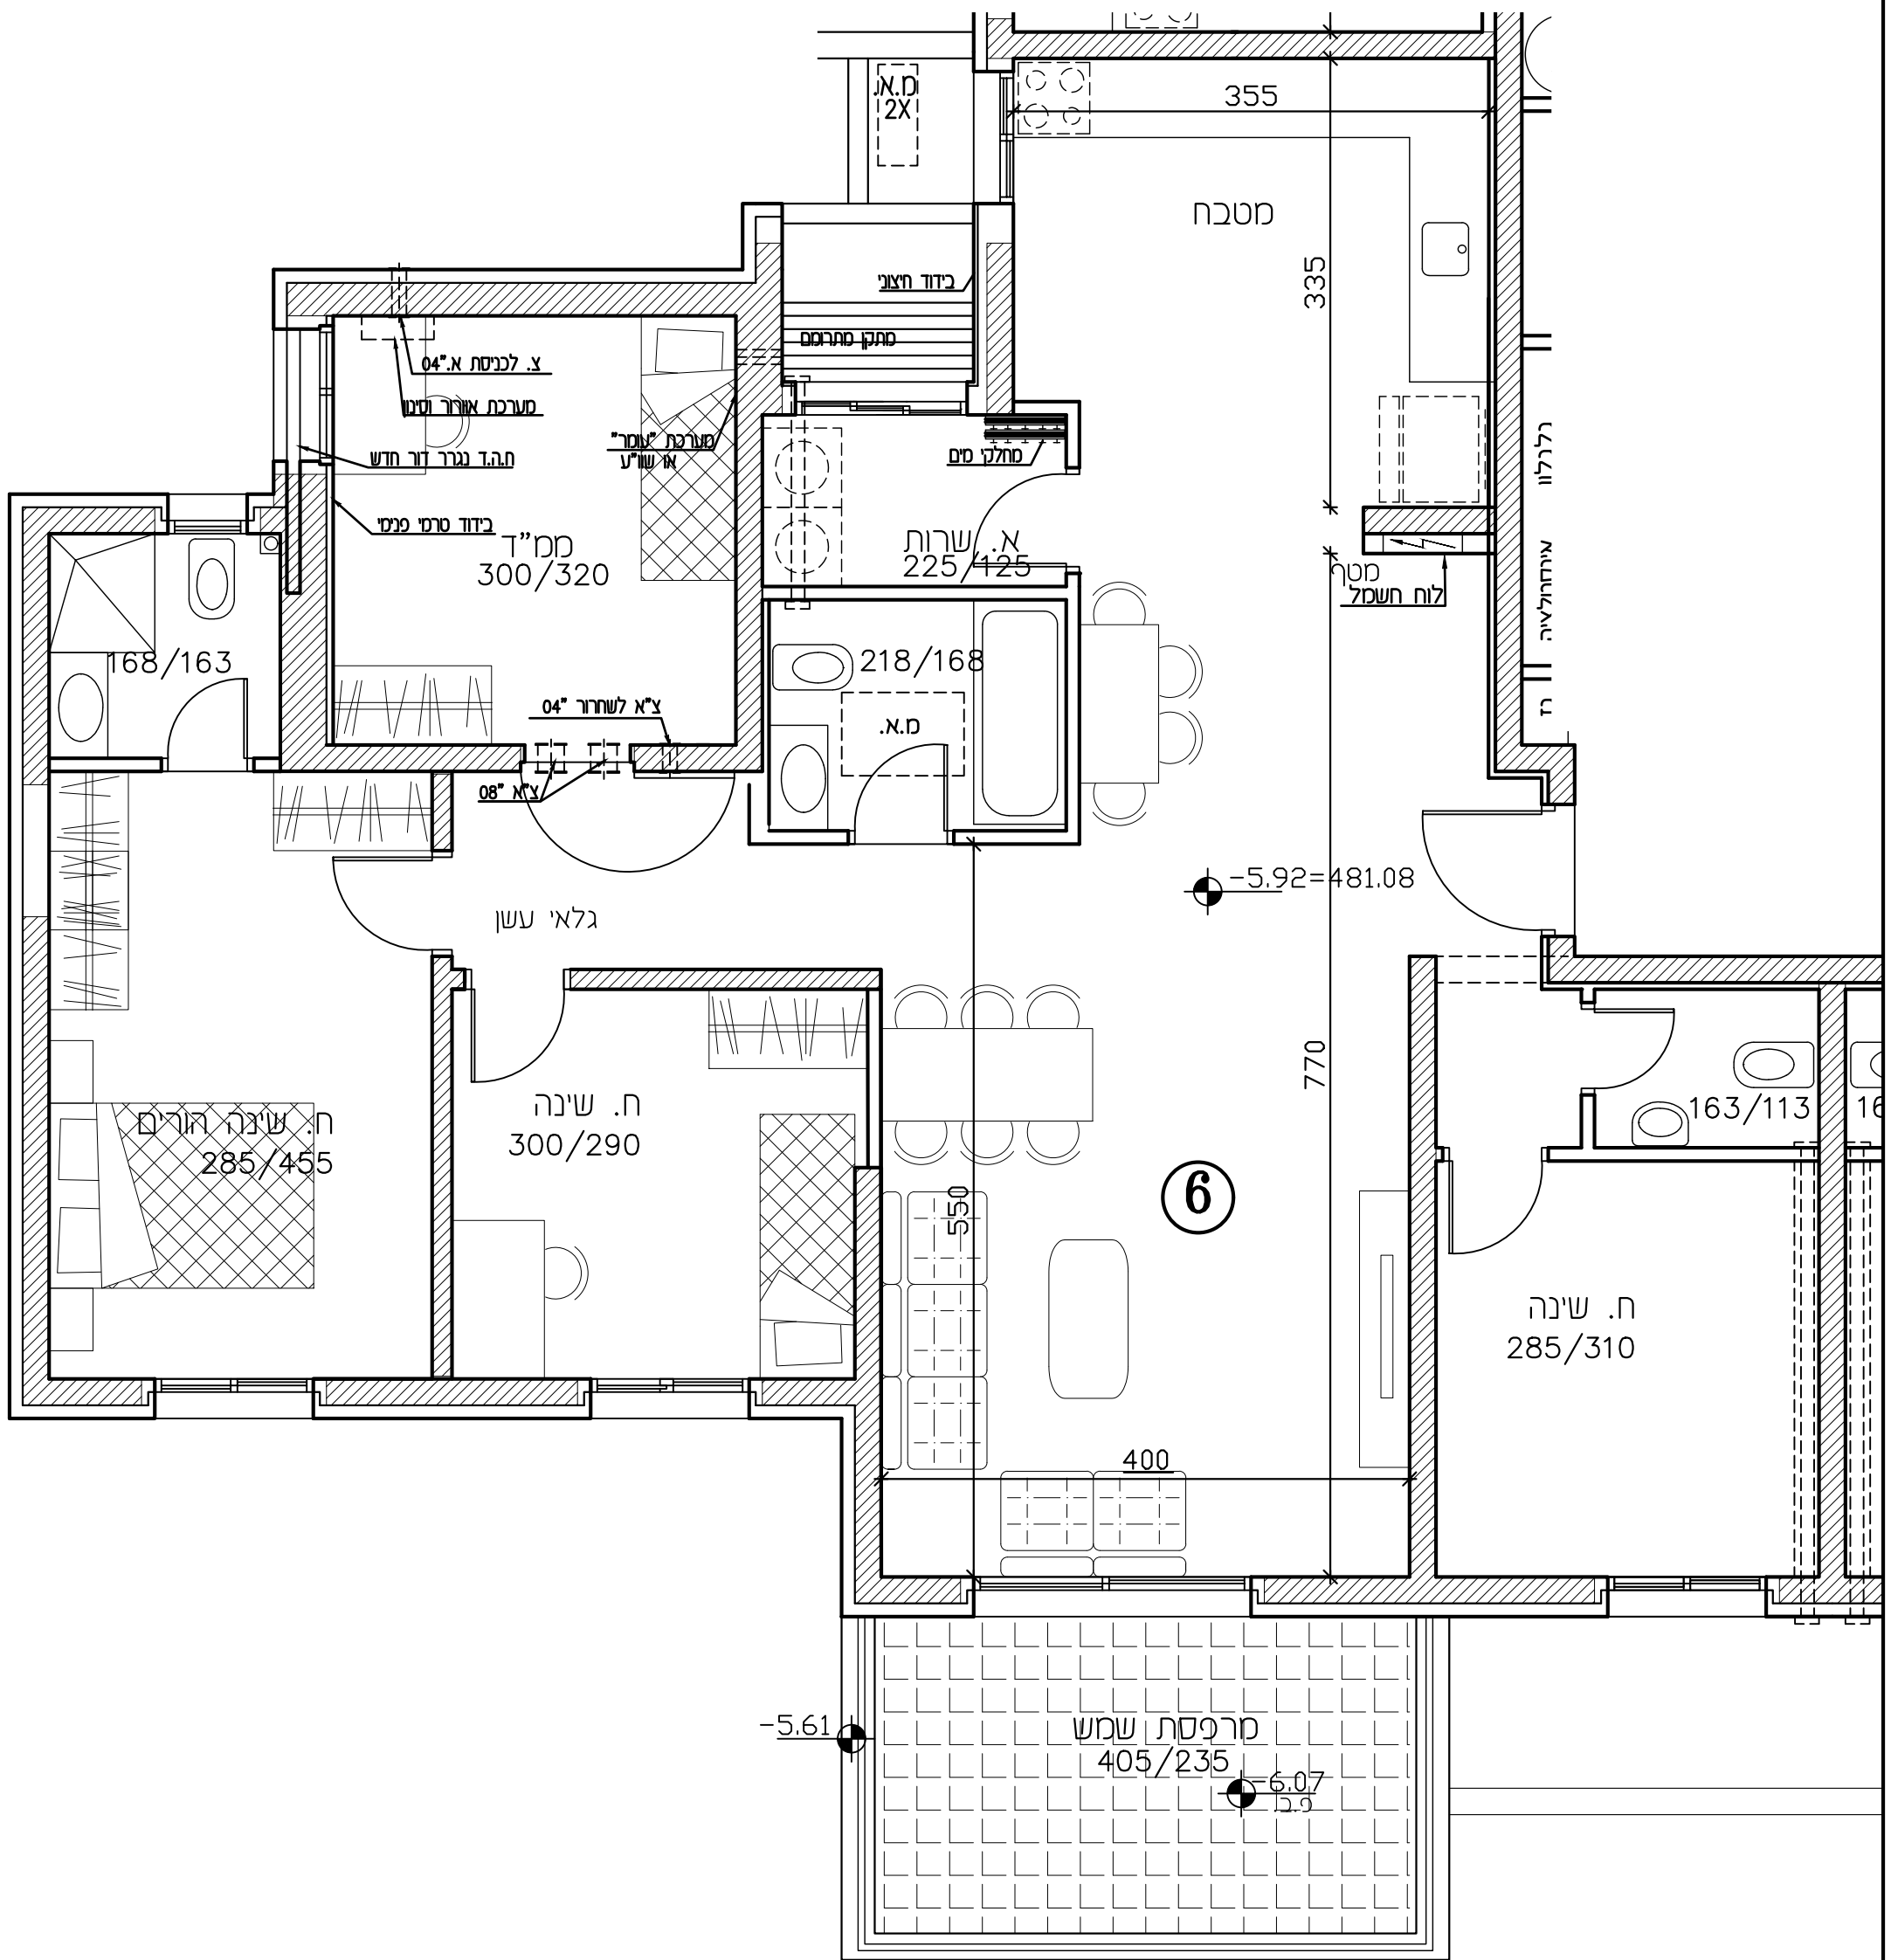 מ.א.
2X
355
מטבח
335
בידוד חיצוני
מתקן מתרומם
צ. לכניסת א."04
מערכת אוורור וסינון
ח.ה.ד נגרר דור חדש
בידוד טרמי פנימי
מערכת "עומר"
או שוו"ע
ממ"ד
300/320
מחלקי מים
א. שרות
225/125
מטף
לוח חשמל
168/163
218/168
מ.א.
צ"א לשחרור "04
צ"א "08
-5.92=481.08
גלאי עשן
770
550
ח. שינה הורים
285/455
ח. שינה
300/290
163/113
16
6
ח. שינה
285/310
400
-5.61
מרפסת שמש
405/235
-6.07